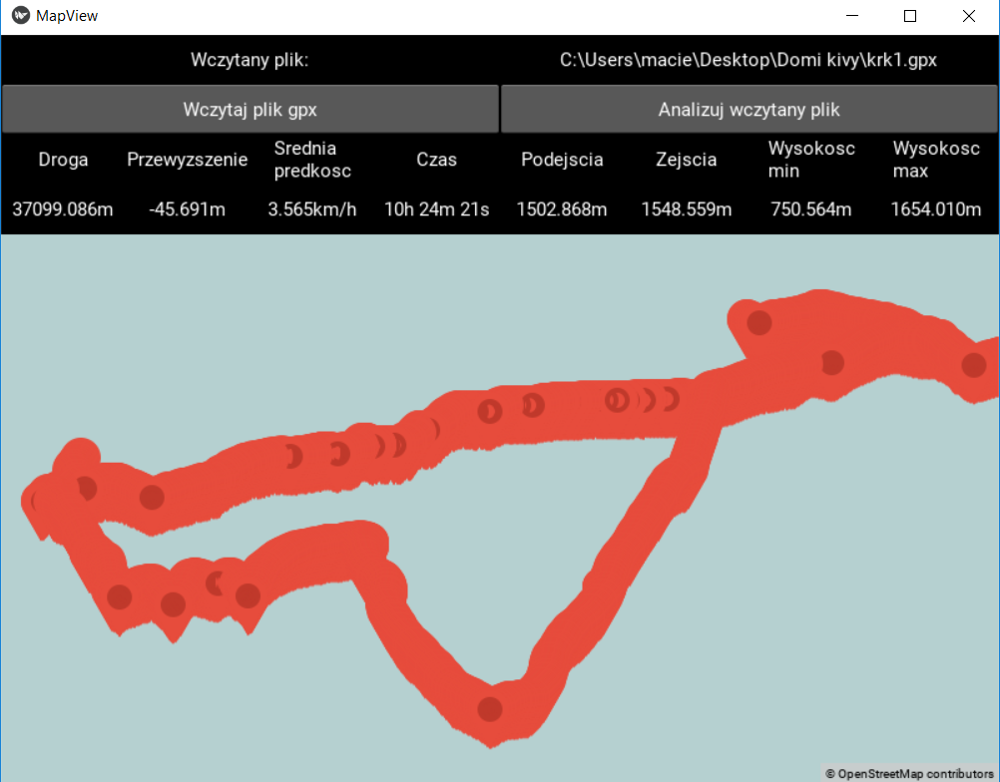 MapView
Wczytany plik: C:\Users\macie\Desktop\Domi kivy\krk1.gpx
Wczytaj plik gpx Analizuj wczytany plik
Droga Przewyzszenie Srednia predkosc Czas Podejscia Zejscia Wysokosc min Wysokosc max
37099.086m -45.691m 3.565km/h 10h 24m 21s 1502.868m 1548.559m 750.564m 1654.010m
© OpenStreetMap contributors